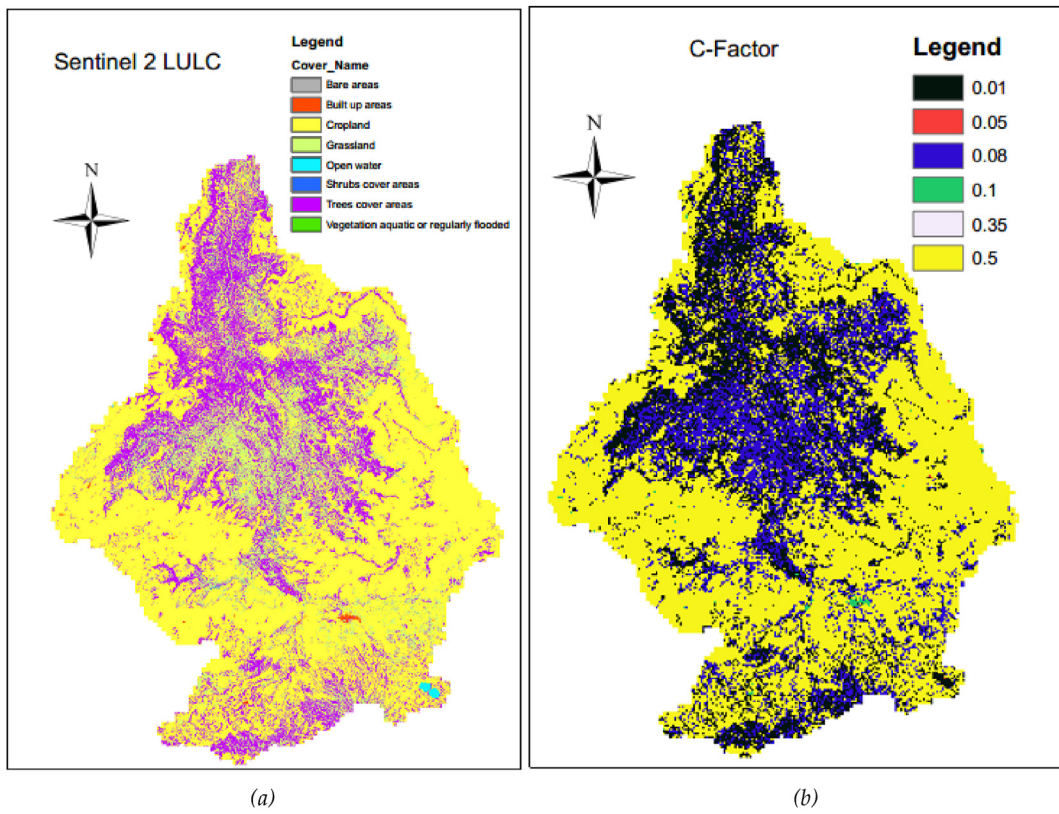 Sentinel 2 LULC
Legend
Cover_Name
Bare areas
Built up areas
Cropland
Grassland
Open water
Shrubs cover areas
Trees cover areas
Vegetation aquatic or regularly flooded
N
(a)
C-Factor
Legend
0.01
0.05
0.08
0.1
0.35
0.5
N
(b)